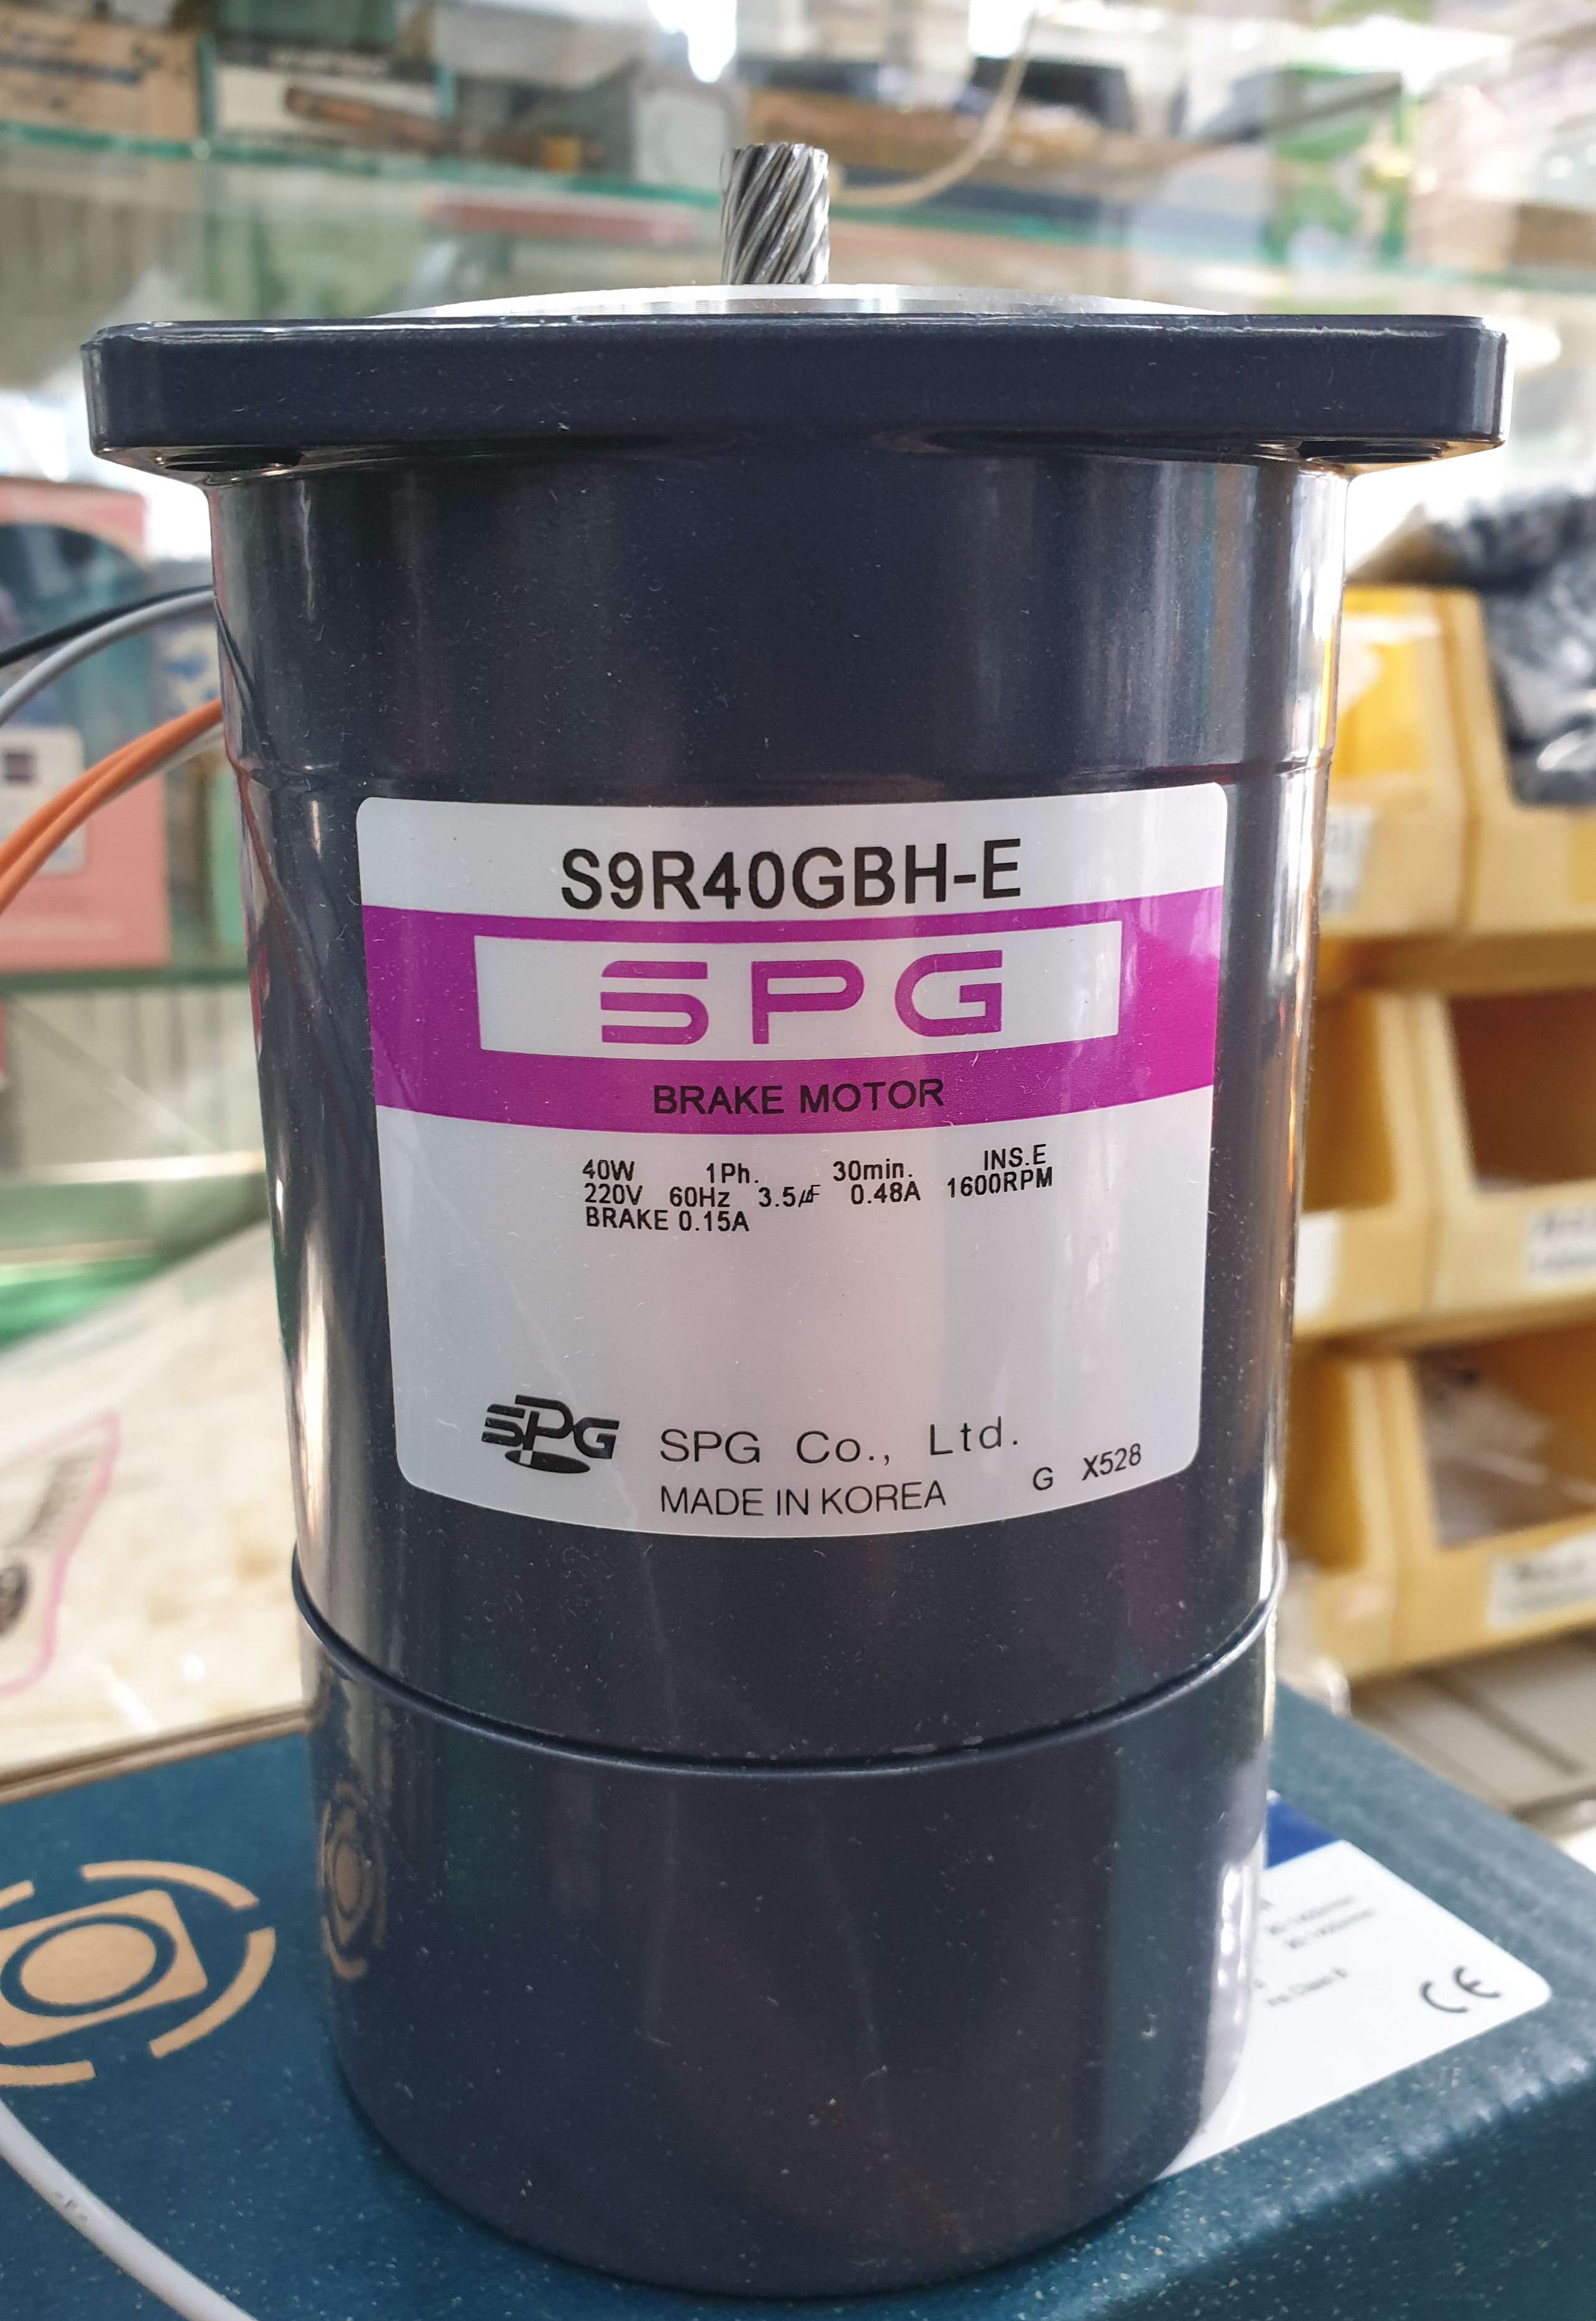 S9R40GBH-E
SPG
BRAKE MOTOR
40W 1Ph. 30min. INS.E
220V 60Hz 3.5μF 0.48A 1600RPM
BRAKE 0.15A
SPG SPG Co., Ltd.
MADE IN KOREA G X528
CE